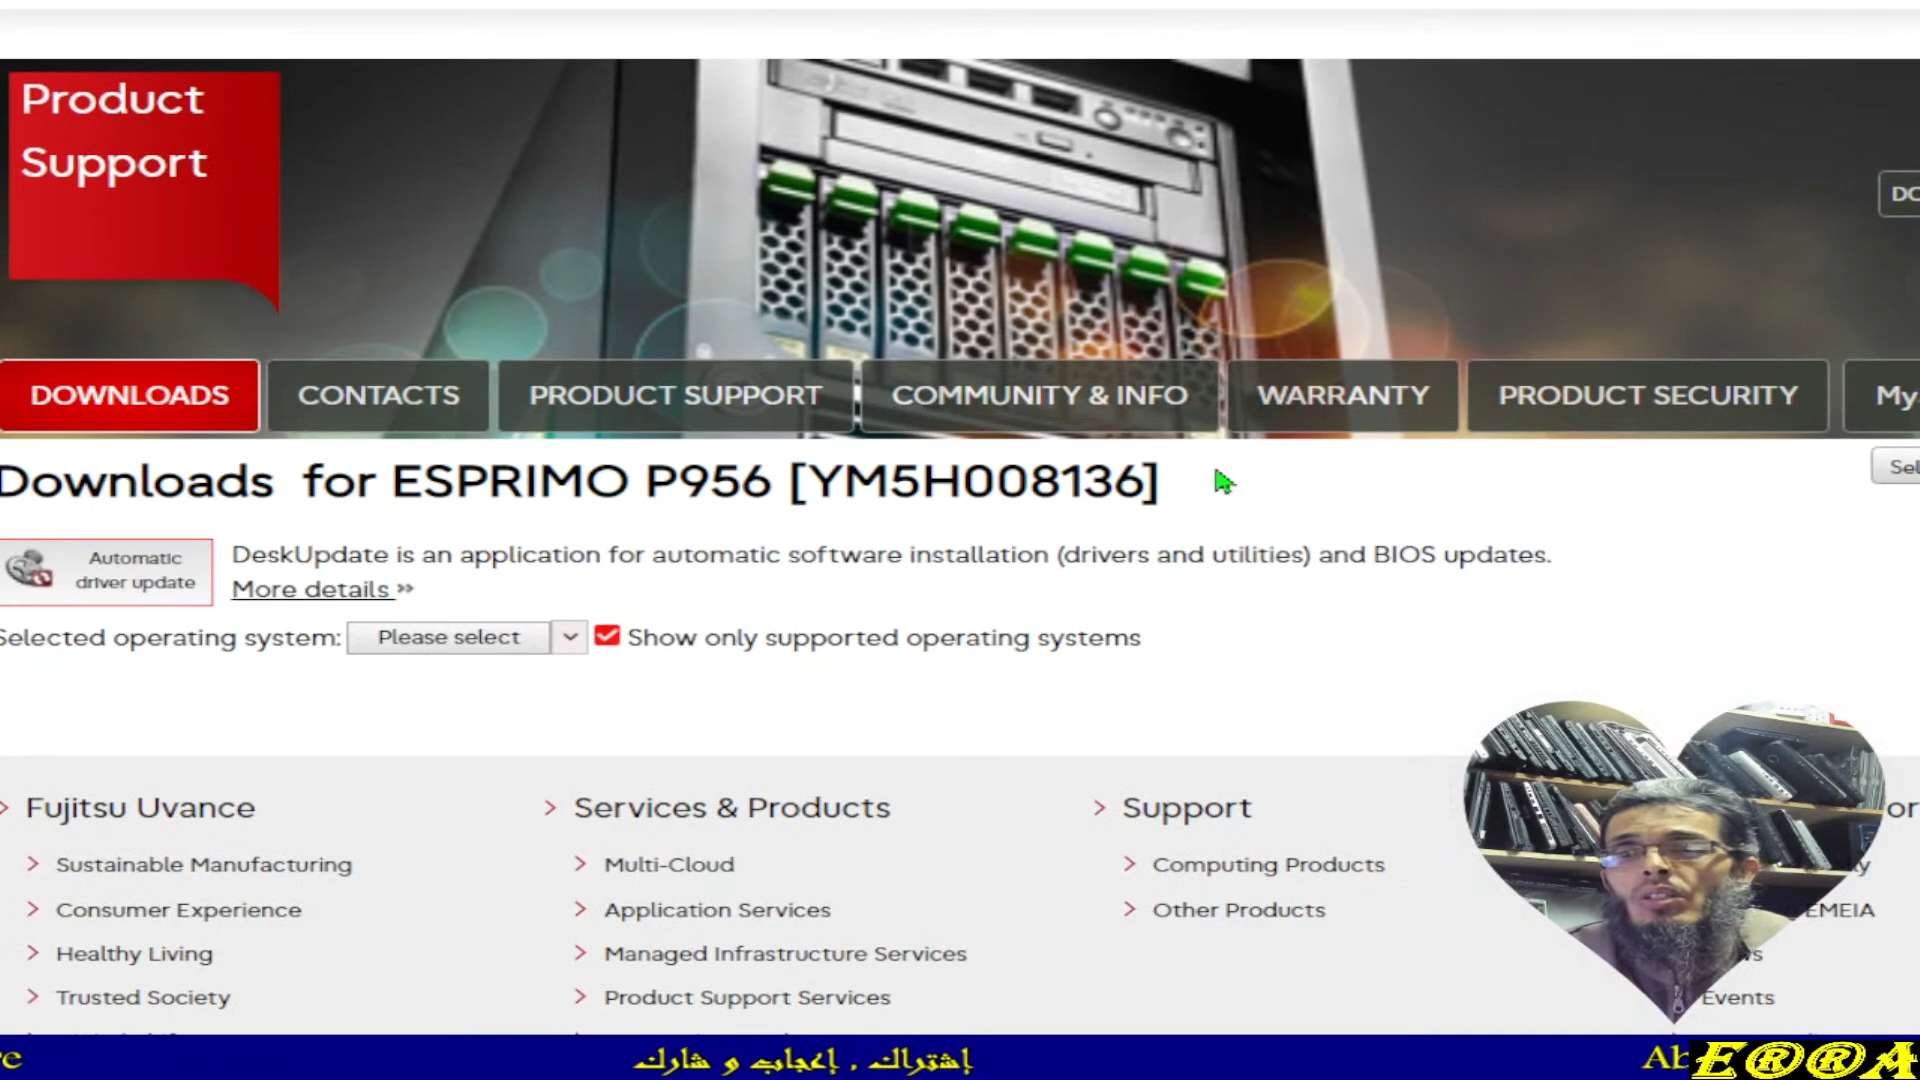 Product
Support
DOWNLOADS
CONTACTS
PRODUCT SUPPORT
COMMUNITY & INFO
WARRANTY
PRODUCT SECURITY
My
Downloads for ESPRIMO P956 [YM5H008136]
Automatic
driver update
DeskUpdate is an application for automatic software installation (drivers and utilities) and BIOS updates.
More details »
Selected operating system: Please select Show only supported operating systems
Fujitsu Uvance
Sustainable Manufacturing
Consumer Experience
Healthy Living
Trusted Society
Services & Products
Multi-Cloud
Application Services
Managed Infrastructure Services
Product Support Services
Support
Computing Products
Other Products
EMEIA
Events
إشتراك , إعجاب و شارك